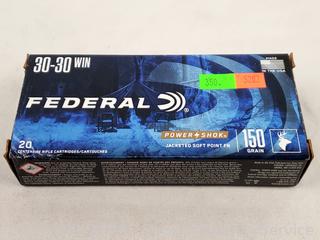 30-30 WIN
FEDERAL
350.
MADE
IN THE USA
POWER SHOK
JACKETED SOFT POINT FN
150
GRAIN
20
CENTERFIRE RIFLE CARTRIDGES/CARTOUCHES